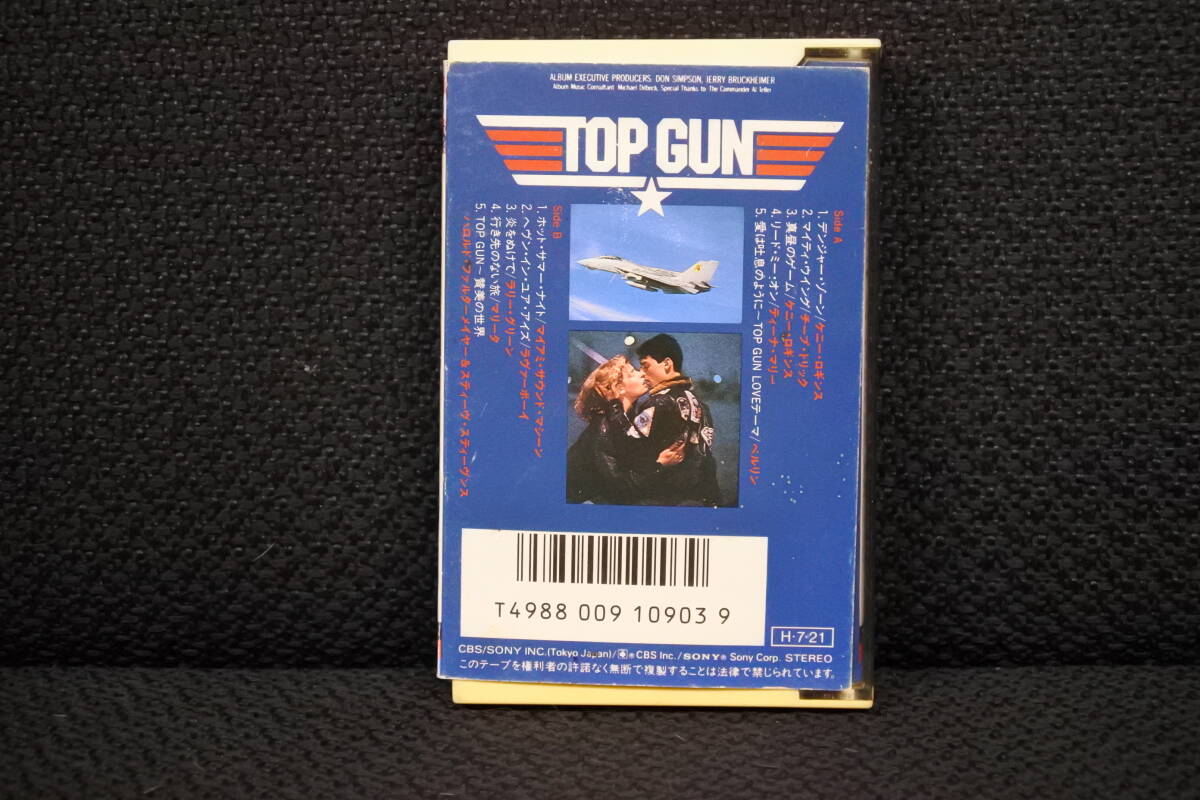 ALBUM EXECUTIVE PRODUCERS. DON SIMPSON, JERRY BRUCKHEIMER
Album Music Consultant Michael Dilbeck, Special Thanks to The Commander Al Teller
TOP GUN
Side A
1. デンジャー・ゾーン/ケニー・ロギンス
2. マイティ・ウイング/チープ・トリック
3. 真昼のゲーム/ケニー・ロギンス
4. リード・ミー・オン/ティーナ・マリー
5. 愛は吐息のように〜TOP GUN LOVEテーマ/ベルリン
Side B
1. ホット・サマー・ナイト/マイアミ・サウンド・マシーン
2. ヘヴン・イン・ユア・アイズ/ラヴァーボーイ
3. 炎をぬけて/ラリー・グリーン
4. 行き先のない旅/マリータ
5. TOP GUN〜賛美の世界
ハロルド・ファルターメイヤー&スティーヴ・スティーヴンス
T4988 009 10903 9
H・7・21
CBS/SONY INC.(Tokyo Japan)/®CBS Inc./SONY® Sony Corp. STEREO
このテープを権利者の許諾なく無断で複製することは法律で禁じられています。